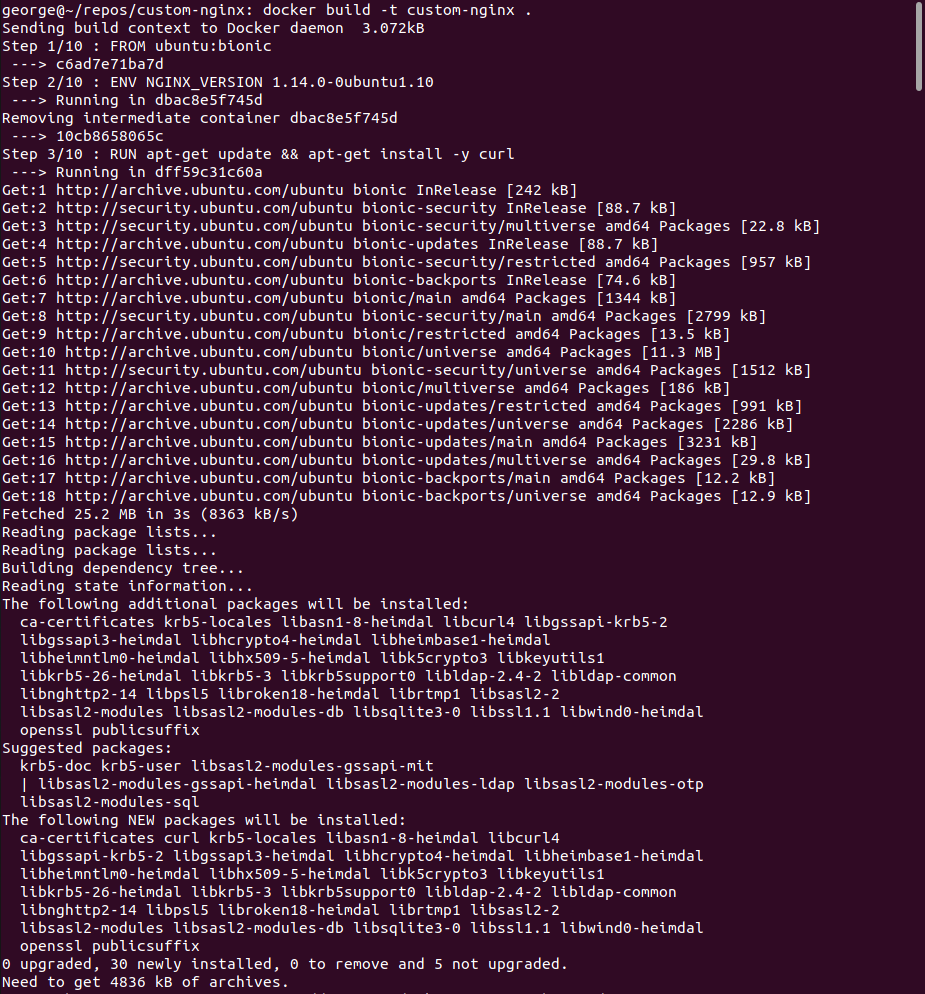 george@~/repos/custom-nginx: docker build -t custom-nginx .
Sending build context to Docker daemon  3.072kB
Step 1/10 : FROM ubuntu:bionic
 ---> c6ad7e71ba7d
Step 2/10 : ENV NGINX_VERSION 1.14.0-0ubuntu1.10
 ---> Running in dbac8e5f745d
Removing intermediate container dbac8e5f745d
 ---> 10cb8658065c
Step 3/10 : RUN apt-get update && apt-get install -y curl
 ---> Running in dff59c31c60a
Get:1 http://archive.ubuntu.com/ubuntu bionic InRelease [242 kB]
Get:2 http://security.ubuntu.com/ubuntu bionic-security InRelease [88.7 kB]
Get:3 http://security.ubuntu.com/ubuntu bionic-security/multiverse amd64 Packages [22.8 kB]
Get:4 http://archive.ubuntu.com/ubuntu bionic-updates InRelease [88.7 kB]
Get:5 http://security.ubuntu.com/ubuntu bionic-security/restricted amd64 Packages [957 kB]
Get:6 http://archive.ubuntu.com/ubuntu bionic-backports InRelease [74.6 kB]
Get:7 http://archive.ubuntu.com/ubuntu bionic/main amd64 Packages [1344 kB]
Get:8 http://security.ubuntu.com/ubuntu bionic-security/main amd64 Packages [2799 kB]
Get:9 http://archive.ubuntu.com/ubuntu bionic/restricted amd64 Packages [13.5 kB]
Get:10 http://archive.ubuntu.com/ubuntu bionic/universe amd64 Packages [11.3 MB]
Get:11 http://security.ubuntu.com/ubuntu bionic-security/universe amd64 Packages [1512 kB]
Get:12 http://archive.ubuntu.com/ubuntu bionic/multiverse amd64 Packages [186 kB]
Get:13 http://archive.ubuntu.com/ubuntu bionic-updates/restricted amd64 Packages [991 kB]
Get:14 http://archive.ubuntu.com/ubuntu bionic-updates/universe amd64 Packages [2286 kB]
Get:15 http://archive.ubuntu.com/ubuntu bionic-updates/main amd64 Packages [3231 kB]
Get:16 http://archive.ubuntu.com/ubuntu bionic-updates/multiverse amd64 Packages [29.8 kB]
Get:17 http://archive.ubuntu.com/ubuntu bionic-backports/main amd64 Packages [12.2 kB]
Get:18 http://archive.ubuntu.com/ubuntu bionic-backports/universe amd64 Packages [12.9 kB]
Fetched 25.2 MB in 3s (8363 kB/s)
Reading package lists...
Reading package lists...
Building dependency tree...
Reading state information...
The following additional packages will be installed:
  ca-certificates krb5-locales libasn1-8-heimdal libcurl4 libgssapi-krb5-2
  libgssapi3-heimdal libhcrypto4-heimdal libheimbase1-heimdal
  libheimntlm0-heimdal libhx509-5-heimdal libk5crypto3 libkeyutils1
  libkrb5-26-heimdal libkrb5-3 libkrb5support0 libldap-2.4-2 libldap-common
  libnghttp2-14 libpsl5 libroken18-heimdal librtmp1 libsasl2-2
  libsasl2-modules libsasl2-modules-db libsqlite3-0 libssl1.1 libwind0-heimdal
  openssl publicsuffix
Suggested packages:
  krb5-doc krb5-user libsasl2-modules-gssapi-mit
  | libsasl2-modules-gssapi-heimdal libsasl2-modules-ldap libsasl2-modules-otp
  libsasl2-modules-sql
The following NEW packages will be installed:
  ca-certificates curl krb5-locales libasn1-8-heimdal libcurl4
  libgssapi-krb5-2 libgssapi3-heimdal libhcrypto4-heimdal libheimbase1-heimdal
  libheimntlm0-heimdal libhx509-5-heimdal libk5crypto3 libkeyutils1
  libkrb5-26-heimdal libkrb5-3 libkrb5support0 libldap-2.4-2 libldap-common
  libnghttp2-14 libpsl5 libroken18-heimdal librtmp1 libsasl2-2
  libsasl2-modules libsasl2-modules-db libsqlite3-0 libssl1.1 libwind0-heimdal
  openssl publicsuffix
0 upgraded, 30 newly installed, 0 to remove and 5 not upgraded.
Need to get 4836 kB of archives.